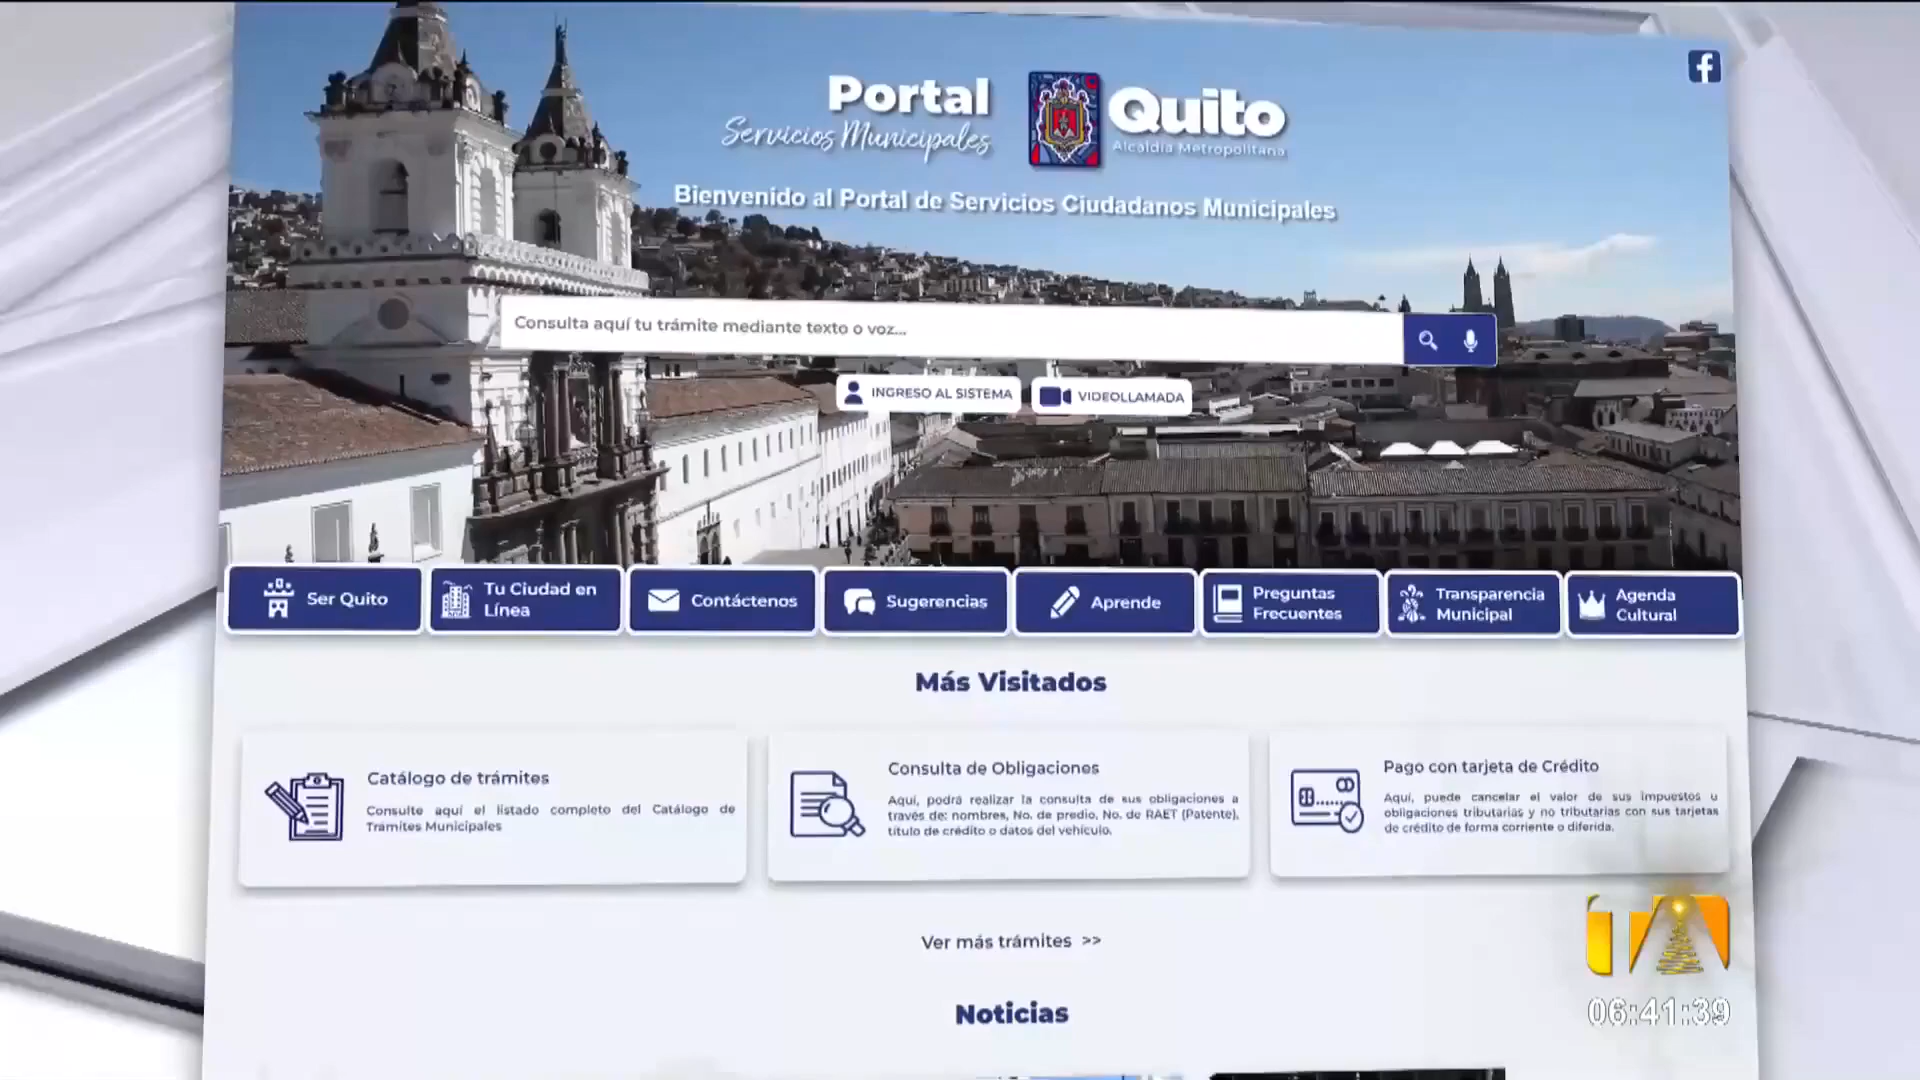 Portal
Servicios Municipales
Quito
Alcaldía Metropolitana
Bienvenido al Portal de Servicios Ciudadanos Municipales
Consulta aquí tu trámite mediante texto o voz...
INGRESO AL SISTEMA
VIDEOLLAMADA
Ser Quito
Tu Ciudad en
Línea
Contáctenos
Sugerencias
Aprende
Preguntas
Frecuentes
Transparencia
Municipal
Agenda
Cultural
Más Visitados
Catálogo de trámites
Consulte aquí el listado completo del Catálogo de
Trámites Municipales
Consulta de Obligaciones
Aquí, podrá realizar la consulta de sus obligaciones a
través de: nombres, No. de predio, No. de RAET (Patente),
título de crédito o datos del vehículo.
Pago con tarjeta de Crédito
Aquí, puede cancelar el valor de sus impuestos u
obligaciones tributarias y no tributarias con sus tarjetas
de crédito de forma corriente o diferida.
Ver más trámites >>
Noticias
06:41:39